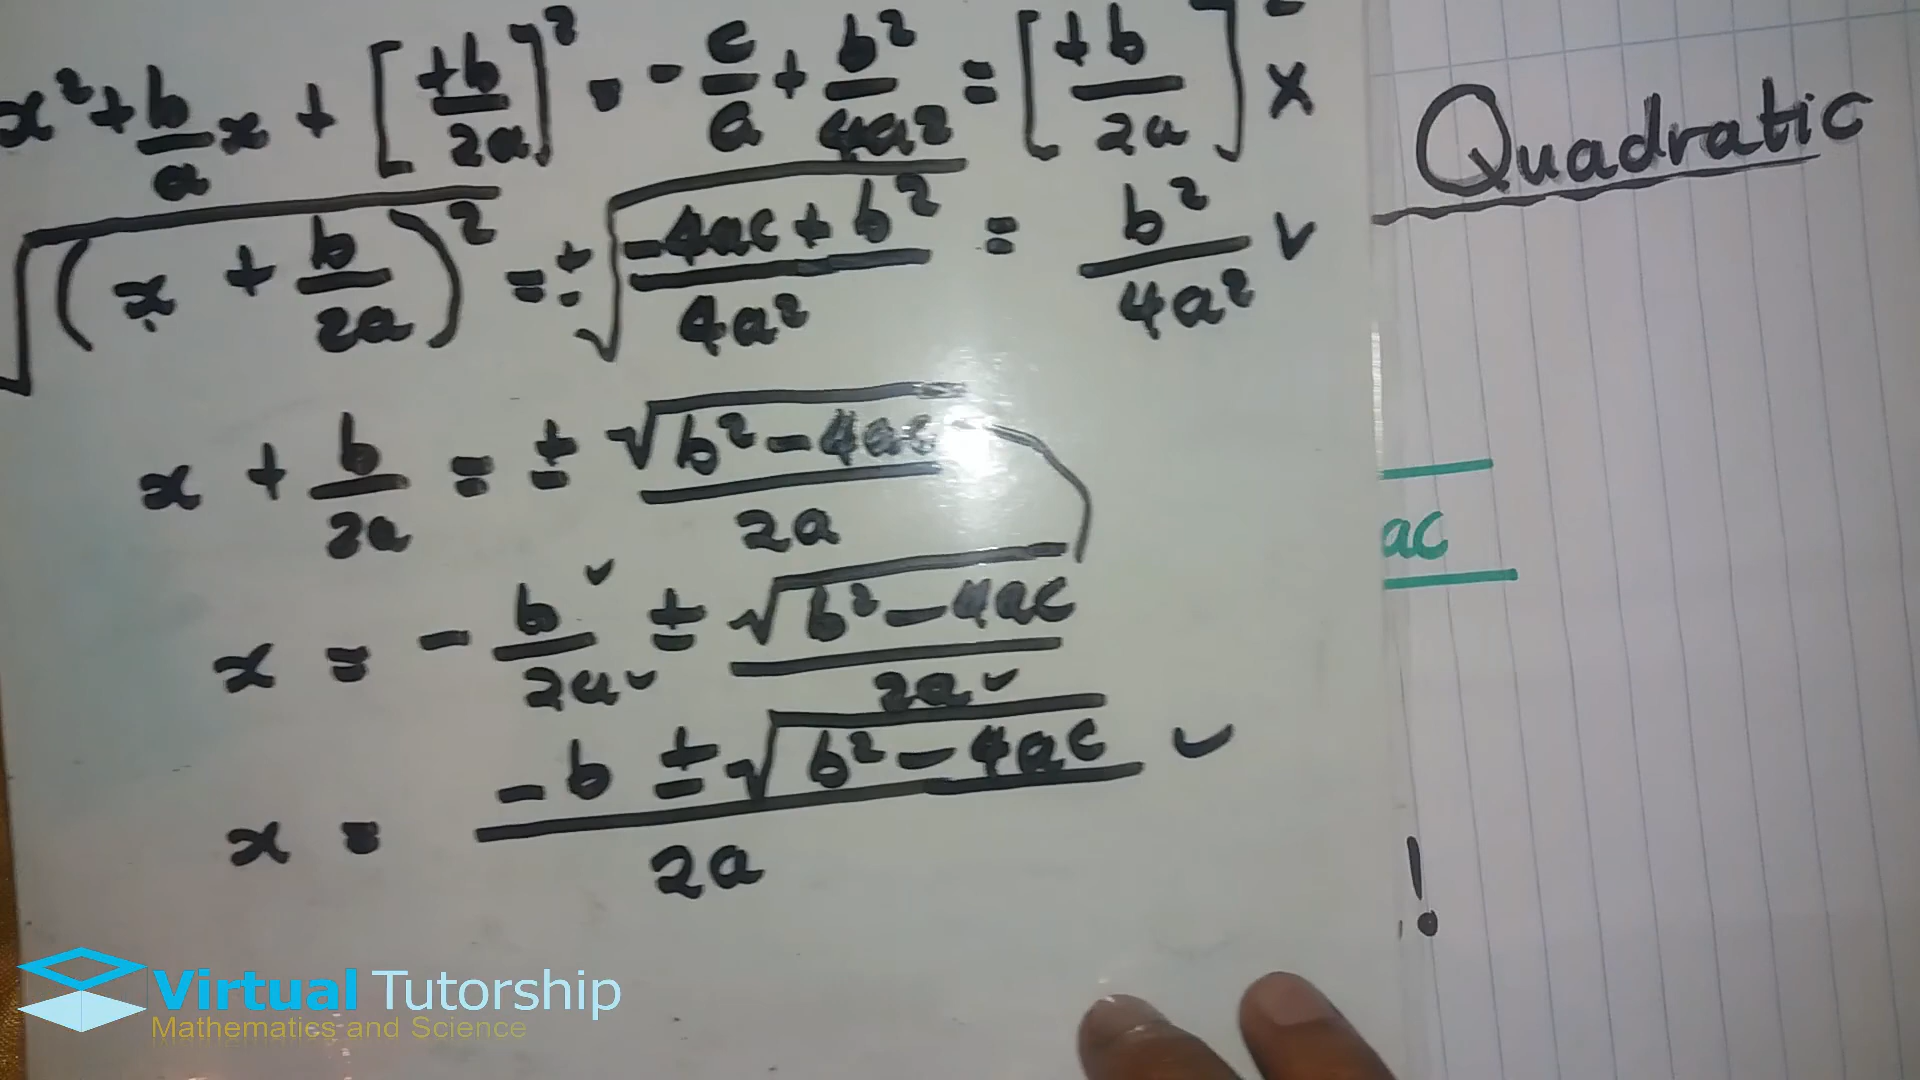 x² + b/a x + [+b/2a]² = -c/a + b²/4a² = [+b/2a]² x
√(x + b/2a)² = ±√-4ac + b²/4a² = b²/4a² ✓
x + b/2a = ± √b² - 4ac/2a
x = - b/2a ± √b² - 4ac/2a
x = -b ± √b² - 4ac/2a ✓
Quadratic
ac
!
Virtual Tutorship
Mathematics and Science